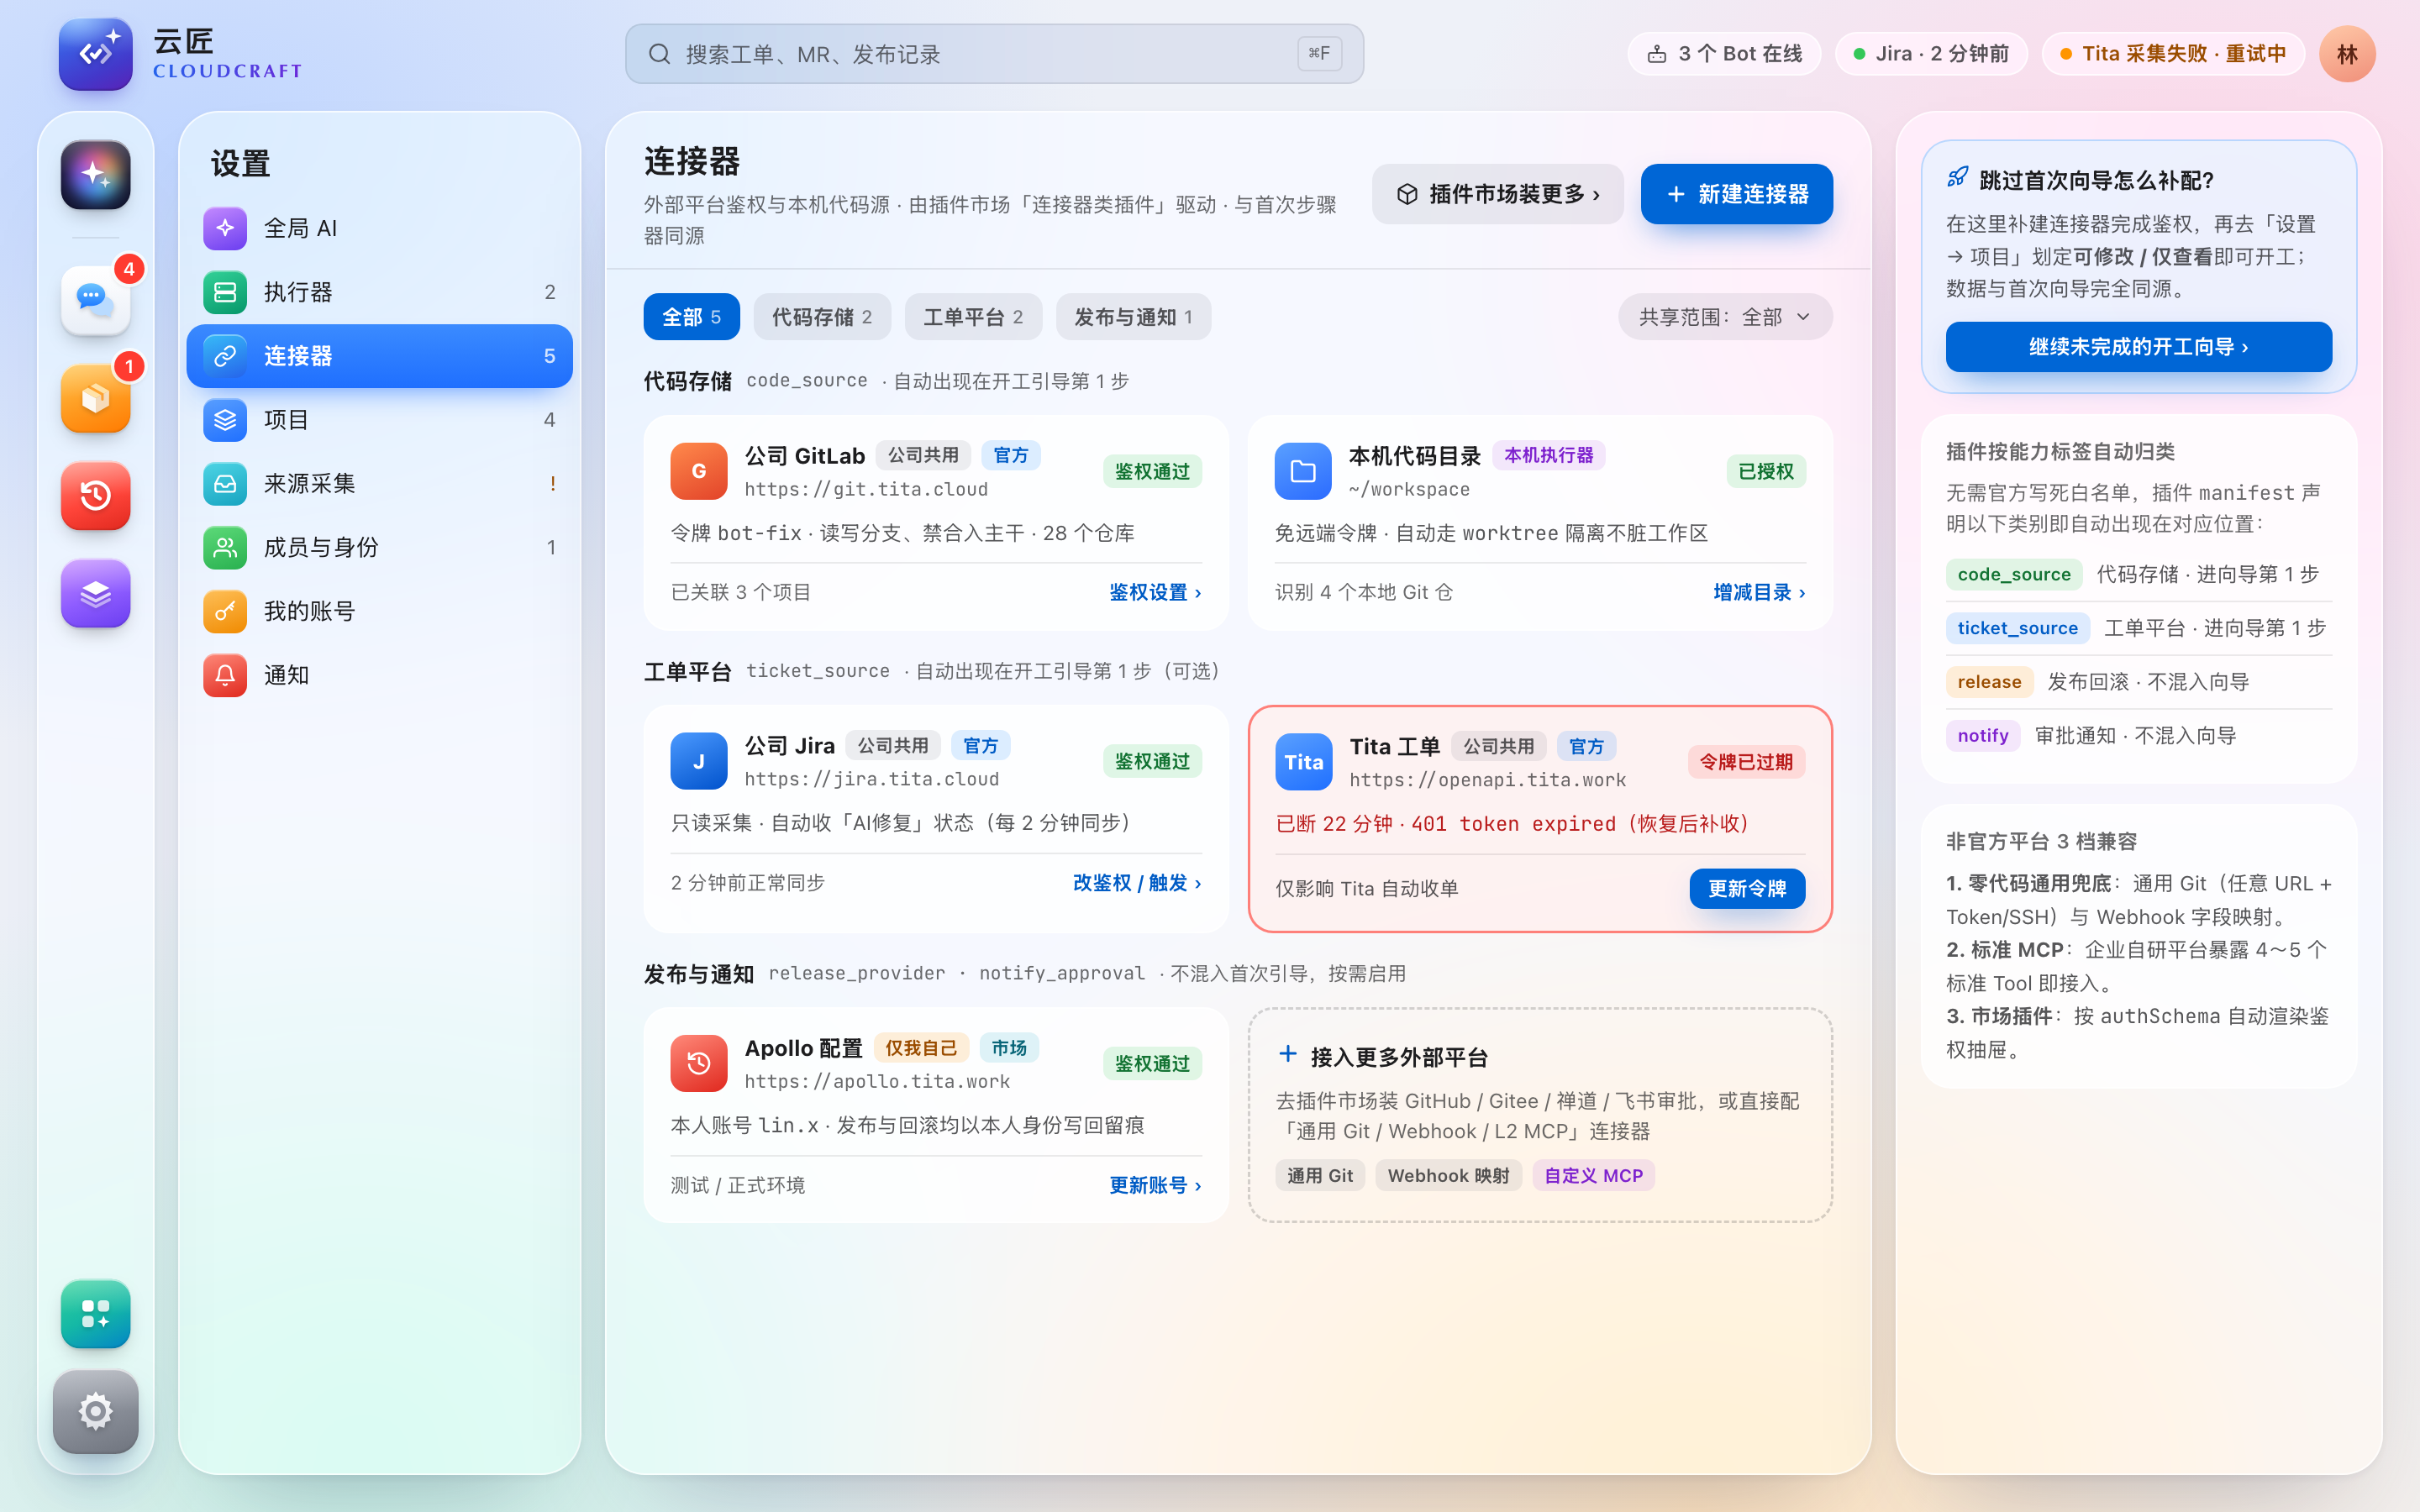 云匠
CLOUDCRAFT
搜索工单、MR、发布记录
⌘F
3 个 Bot 在线
Jira · 2 分钟前
Tita 采集失败 · 重试中
林
4
1
设置
全局 AI
执行器 2
连接器 5
项目 4
来源采集 !
成员与身份 1
我的账号
通知
连接器
外部平台鉴权与本机代码源 · 由插件市场「连接器类插件」驱动 · 与首次步骤
器同源
插件市场装更多 ›
+ 新建连接器
全部 5
代码存储 2
工单平台 2
发布与通知 1
共享范围：全部
代码存储 code_source · 自动出现在开工引导第 1 步
G
公司 GitLab 公司共用 官方
https://git.tita.cloud
鉴权通过
令牌 bot-fix · 读写分支、禁合入主干 · 28 个仓库
已关联 3 个项目
鉴权设置 ›
本机代码目录 本机执行器
~/workspace
已授权
免远端令牌 · 自动走 worktree 隔离不脏工作区
识别 4 个本地 Git 仓
增减目录 ›
工单平台 ticket_source · 自动出现在开工引导第 1 步（可选）
J
公司 Jira 公司共用 官方
https://jira.tita.cloud
鉴权通过
只读采集 · 自动收「AI修复」状态（每 2 分钟同步）
2 分钟前正常同步
改鉴权 / 触发 ›
Tita
Tita 工单 公司共用 官方
https://openapi.tita.work
令牌已过期
已断 22 分钟 · 401 token expired（恢复后补收）
仅影响 Tita 自动收单
更新令牌
发布与通知 release_provider · notify_approval · 不混入首次引导，按需启用
Apollo 配置 仅我自己 市场
https://apollo.tita.work
鉴权通过
本人账号 lin.x · 发布与回滚均以本人身份写回留痕
测试 / 正式环境
更新账号 ›
+ 接入更多外部平台
去插件市场装 GitHub / Gitee / 禅道 / 飞书审批，或直接配
「通用 Git / Webhook / L2 MCP」连接器
通用 Git
Webhook 映射
自定义 MCP
跳过首次向导怎么补配?
在这里补建连接器完成鉴权，再去「设置
→ 项目」划定可修改 / 仅查看即可开工；
数据与首次向导完全同源。
继续未完成的开工向导 ›
插件按能力标签自动归类
无需官方写死白名单，插件 manifest 声
明以下类别即自动出现在对应位置：
code_source 代码存储 · 进向导第 1 步
ticket_source 工单平台 · 进向导第 1 步
release 发布回滚 · 不混入向导
notify 审批通知 · 不混入向导
非官方平台 3 档兼容
1. 零代码通用兜底：通用 Git（任意 URL +
Token/SSH）与 Webhook 字段映射。
2. 标准 MCP：企业自研平台暴露 4～5 个
标准 Tool 即接入。
3. 市场插件：按 authSchema 自动渲染鉴
权抽屉。